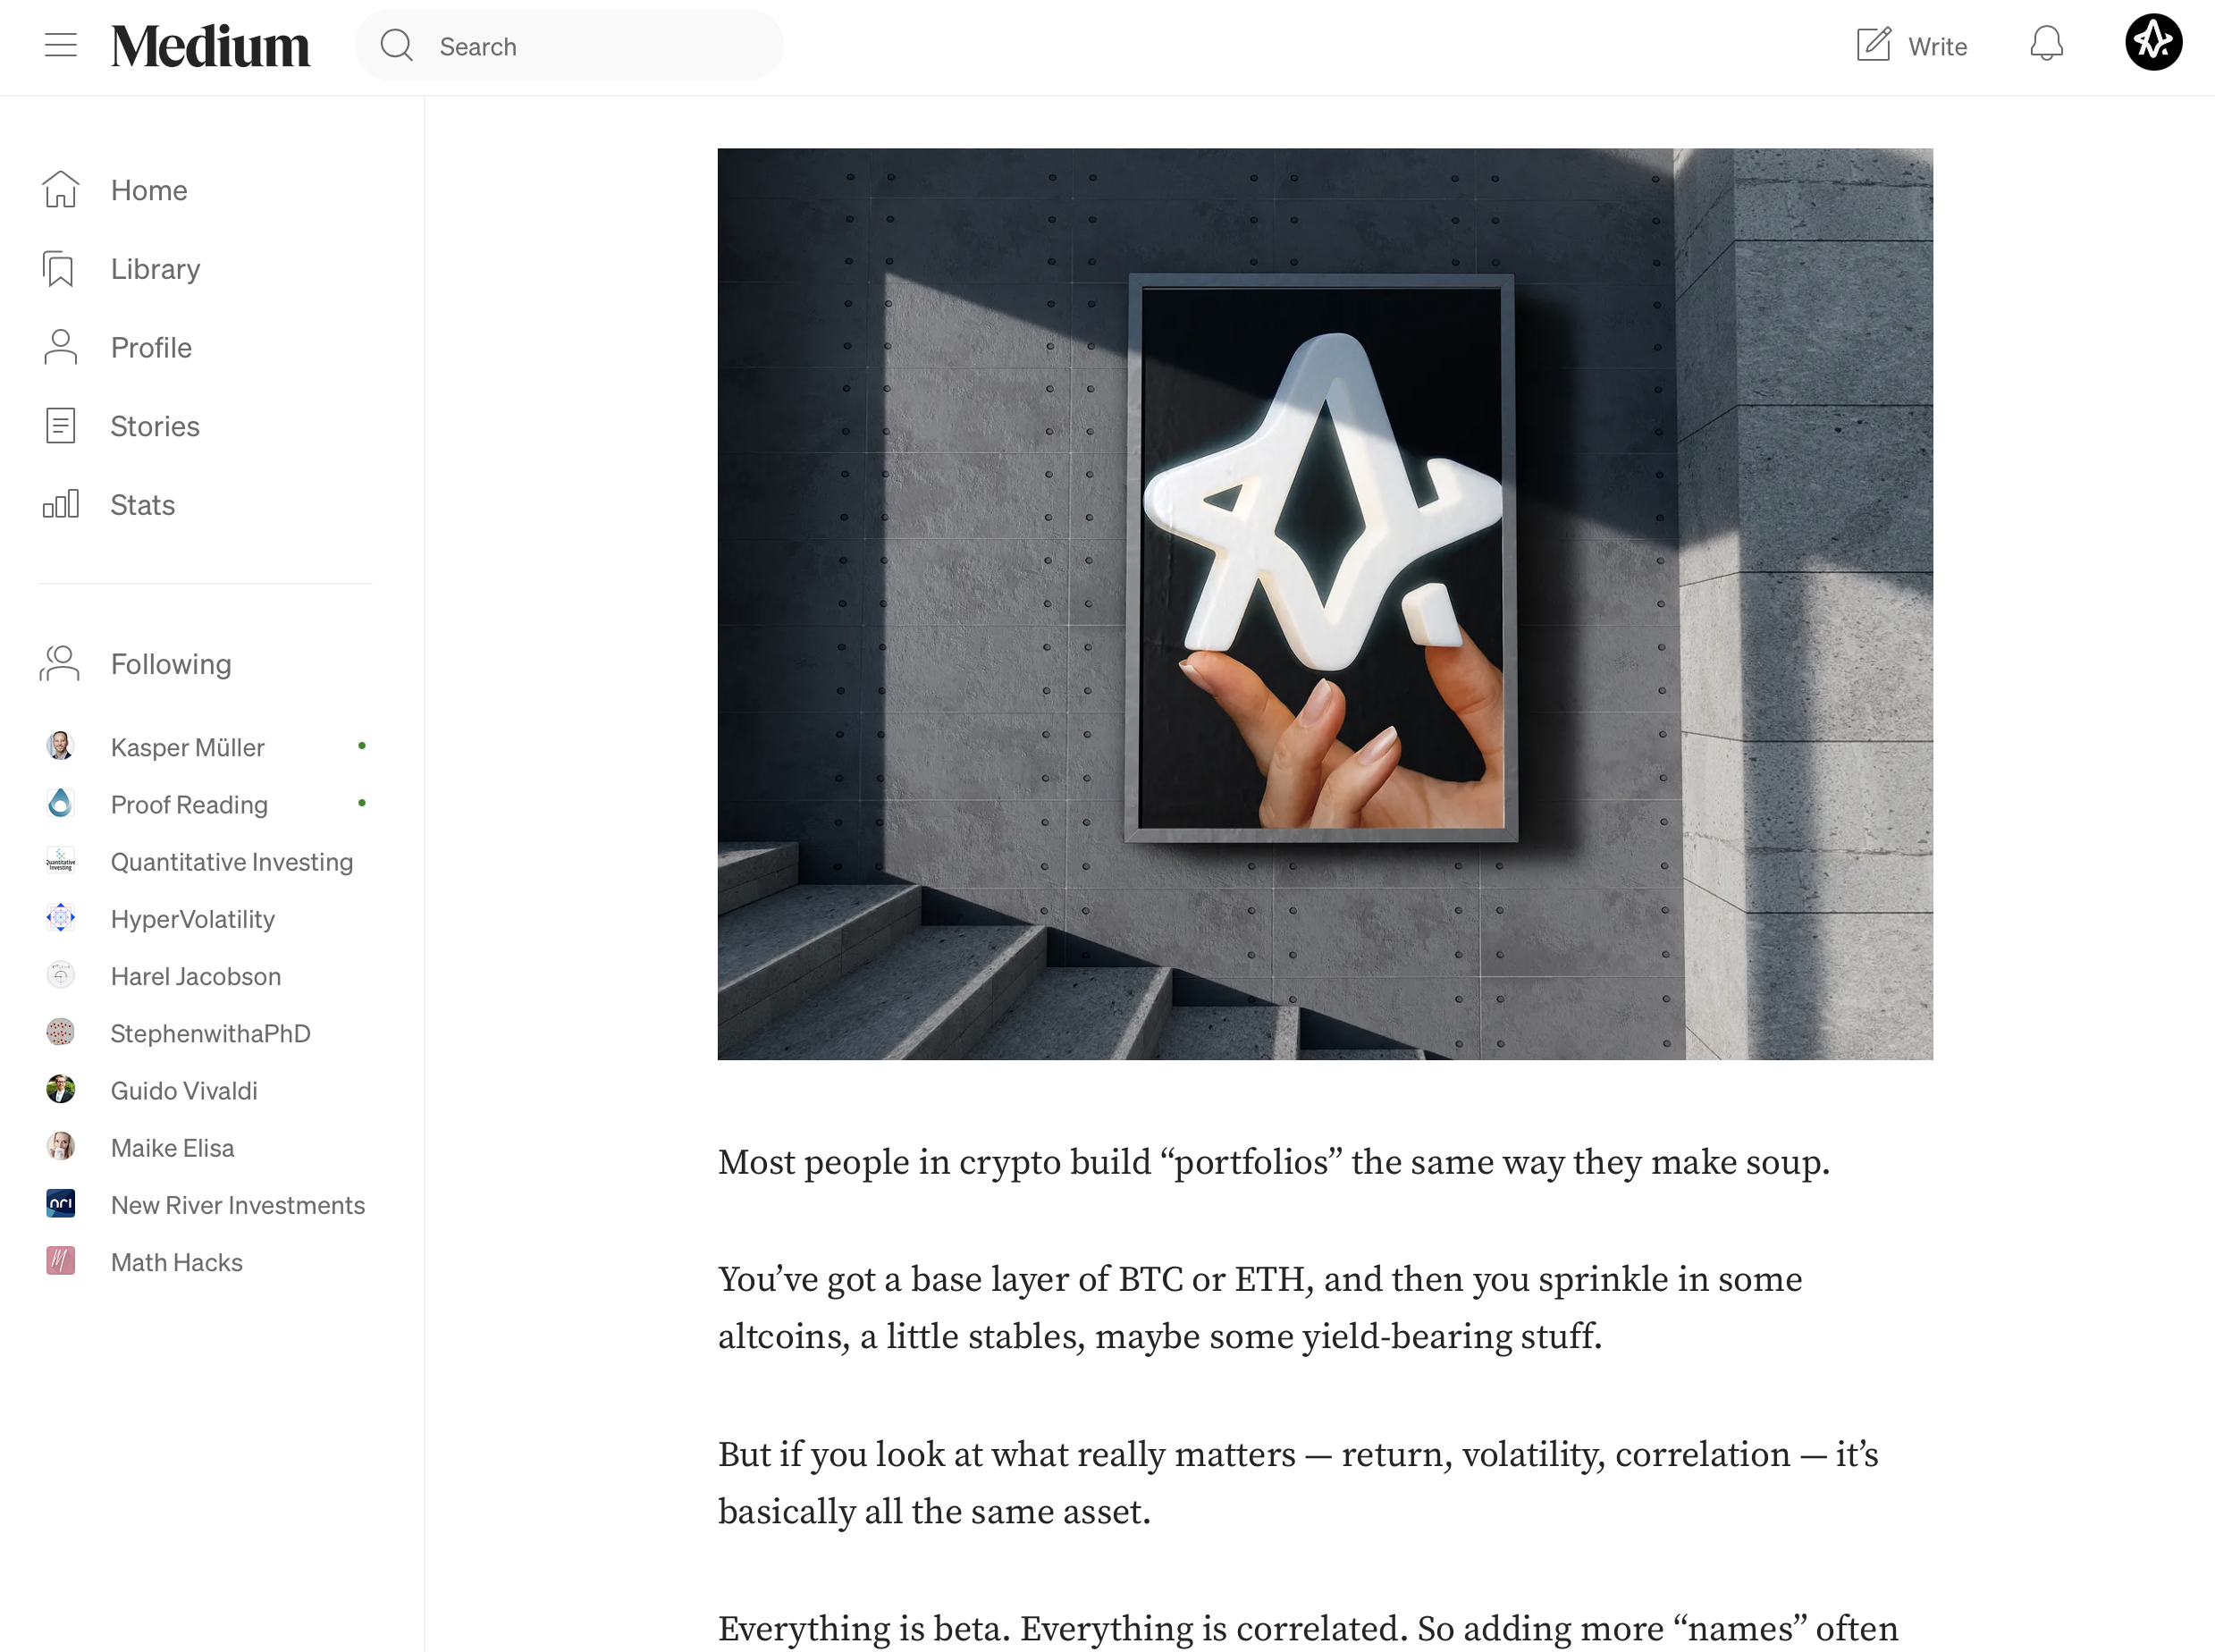 Medium
Search
Write
Home
Library
Profile
Stories
Stats
Following
Kasper Müller
Proof Reading
Quantitative Investing
HyperVolatility
Harel Jacobson
StephenwithaPhD
Guido Vivaldi
Maike Elisa
nri
New River Investments
Math Hacks
Most people in crypto build “portfolios” the same way they make soup.
You’ve got a base layer of BTC or ETH, and then you sprinkle in some
altcoins, a little stables, maybe some yield-bearing stuff.
But if you look at what really matters — return, volatility, correlation — it’s
basically all the same asset.
Everything is beta. Everything is correlated. So adding more “names” often